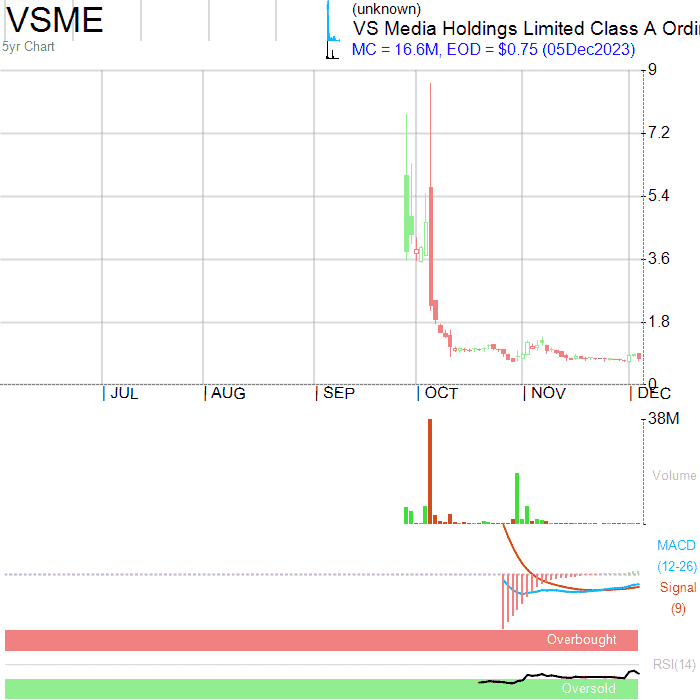 VSME
5yr Chart
(unknown)
VS Media Holdings Limited Class A Ordi
MC = 16.6M, EOD = $0.75 (05Dec2023)
9
7.2
5.4
3.6
1.8
0
JUL AUG SEP OCT NOV DEC
38M
Volume
MACD
(12-26)
Signal
(9)
Overbought
RSI(14)
Oversold